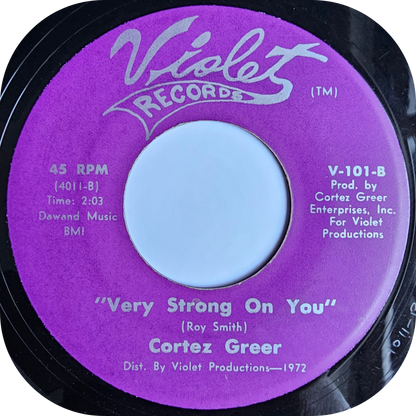 Violet
RECORDS
(TM)
45 RPM
(4011-B)
Time: 2:03
Dawand Music
BMI
V-101-B
Prod. by
Cortez Greer
Enterprises, Inc.
For Violet
Productions
"Very Strong On You"
(Roy Smith)
Cortez Greer
Dist. By Violet Productions—1972